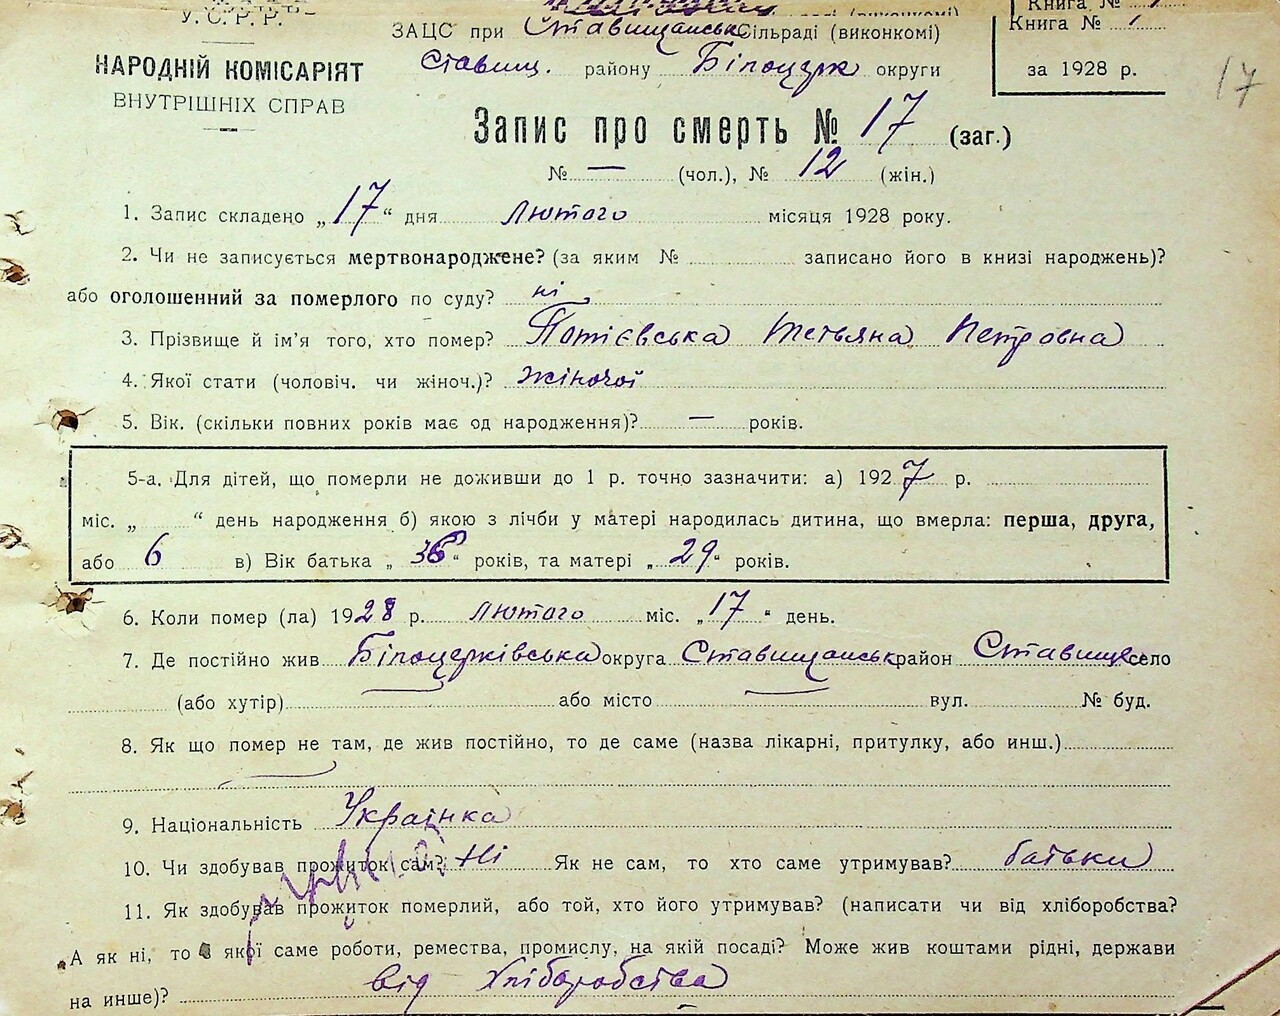 У.С.Р.Р.
НАРОДНІЙ КОМІСАРІЯТ
ВНУТРІШНІХ СПРАВ
ЗАЦС при Ставищанськ Сільраді (виконкомі)
Ставищ. району Білоцерк округи
Книга №
Книга № 1
за 1928 р.
17
Запис про смерть № 17 (заг.)
№ — (чол.), № 12 (жін.)
1. Запис складено „17“ дня лютого місяця 1928 року.
2. Чи не записується мертвонароджене? (за яким № записано його в книзі народжень)?
або оголошенний за померлого по суду? ні
3. Прізвище й ім'я того, хто помер? Потієвська Тетьяна Петровна
4. Якої стати (чоловіч. чи жіноч.)? жіночої
5. Вік. (скільки повних років має од народження)? — років.
5-а. Для дітей, що померли не доживши до 1 р. точно зазначити: а) 1927 р.
міс. „ “ день народження б) якою з лічби у матері народилась дитина, що вмерла: перша, друга,
або 6 в) Вік батька „36“ років, та матері „29“ років.
6. Коли помер (ла) 1928 р. лютого міс. „17“ день.
7. Де постійно жив Білоцерківська округа Ставищанськ район Ставище село
(або хутір) або місто вул. № буд.
8. Як що помер не там, де жив постійно, то де саме (назва лікарні, притулку, або инш.)
9. Національність Українка
10. Чи здобував прожиток сам? Ні Як не сам, то хто саме утримував? батьки
11. Як здобував прожиток померлий, або той, хто його утримував? (написати чи від хліборобства?
А як ні, то з якої саме роботи, ремества, промислу, на якій посаді? Може жив коштами рідні, держави
на инше)? від Хліборобства